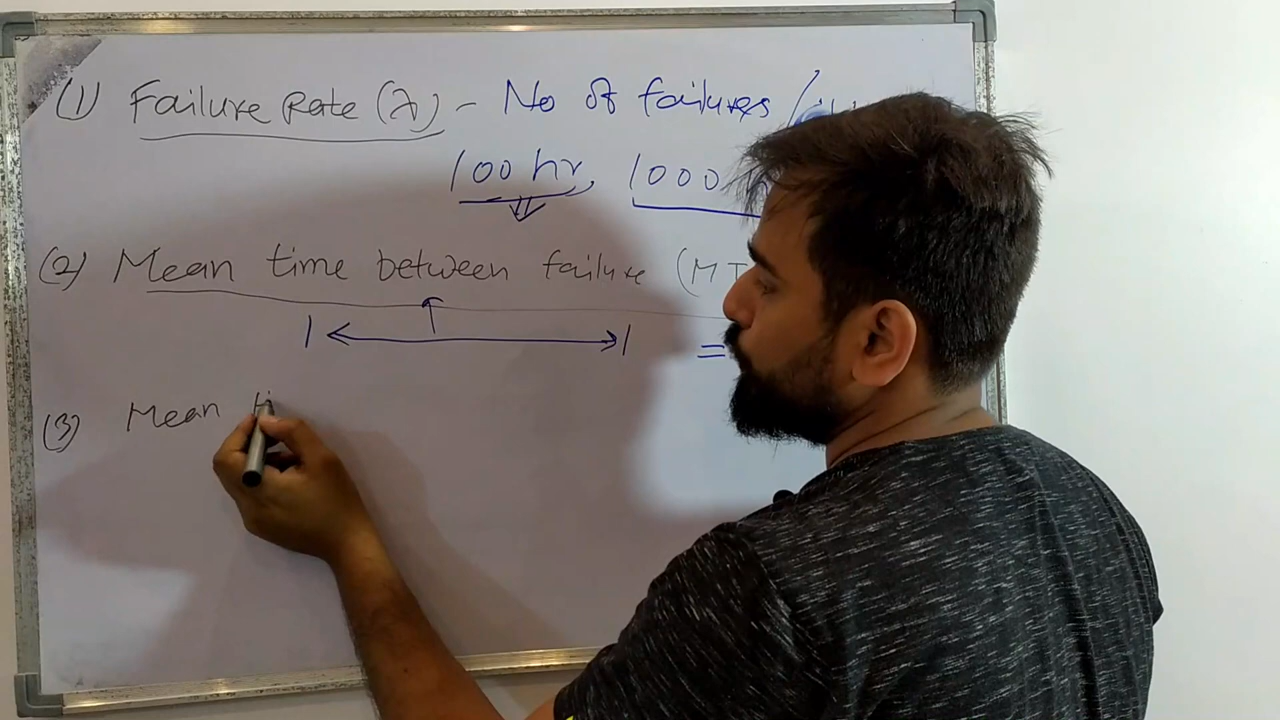 (1) Failure Rate (λ) - No of failures /
100 hr, 1000
(2) Mean time between failure (MT
=
(3) Mean ti